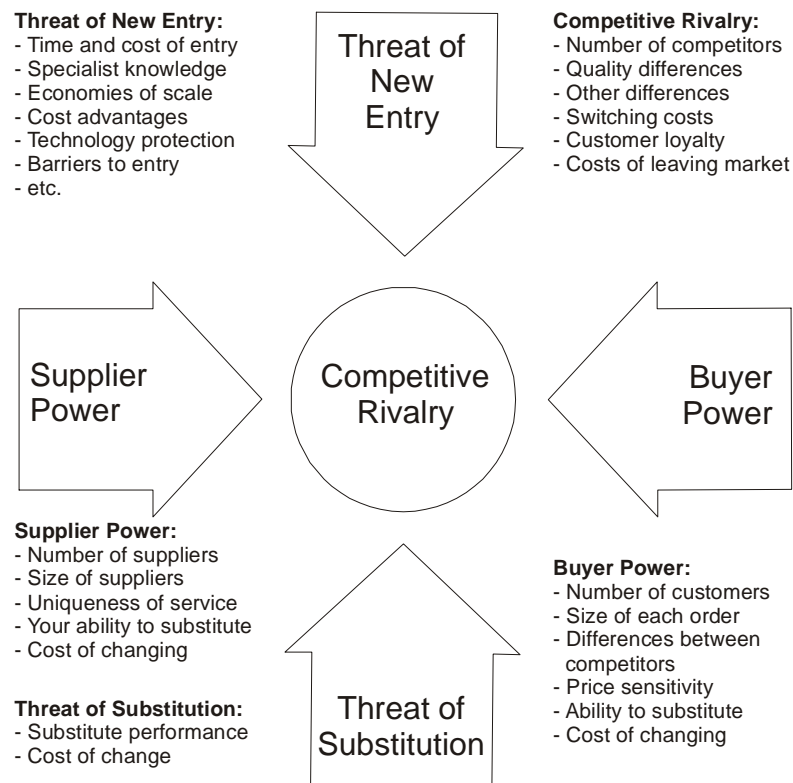 Threat of New Entry:
- Time and cost of entry
- Specialist knowledge
- Economies of scale
- Cost advantages
- Technology protection
- Barriers to entry
- etc.
Threat of
New
Entry
Competitive Rivalry:
- Number of competitors
- Quality differences
- Other differences
- Switching costs
- Customer loyalty
- Costs of leaving market
Supplier
Power
Competitive
Rivalry
Buyer
Power
Supplier Power:
- Number of suppliers
- Size of suppliers
- Uniqueness of service
- Your ability to substitute
- Cost of changing
Threat of Substitution:
- Substitute performance
- Cost of change
Threat of
Substitution
Buyer Power:
- Number of customers
- Size of each order
- Differences between
competitors
- Price sensitivity
- Ability to substitute
- Cost of changing